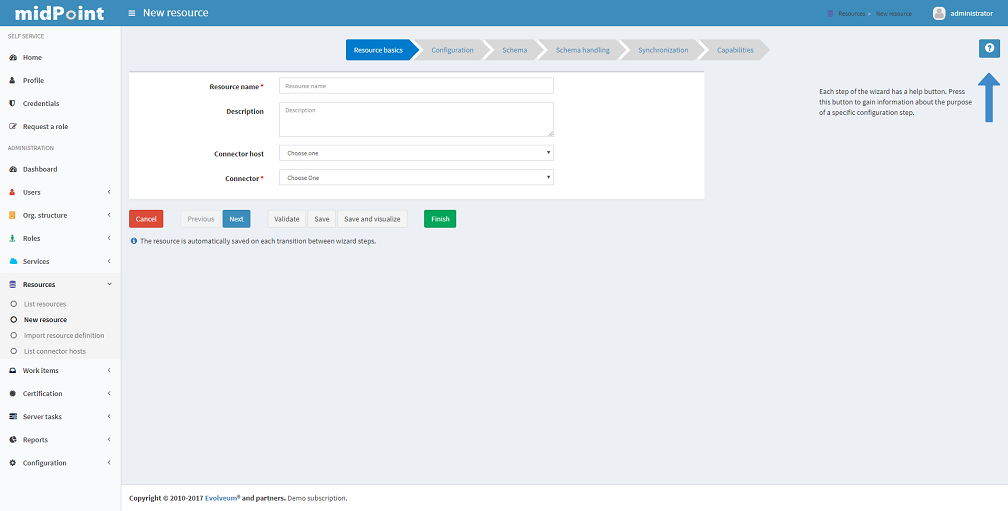 midPoint
New resource
Resources
New resource
administrator
SELF SERVICE
Home
Profile
Credentials
Request a role
ADMINISTRATION
Dashboard
Users
Org. structure
Roles
Services
Resources
List resources
New resource
Import resource definition
List connector hosts
Work items
Certification
Server tasks
Reports
Configuration
Resource basics
Configuration
Schema
Schema handling
Synchronization
Capabilities
Resource name *
Resourse name
Description
Description
Connector host
Choose one
Connector *
Choose One
Cancel
Previous
Next
Validate
Save
Save and visualize
Finish
The resource is automatically saved on each transition between wizard steps.
Each step of the wizard has a help button. Press
this button to gain information about the purpose
of a specific configuration step.
Copyright © 2010-2017 Evolveum® and partners. Demo subscription.